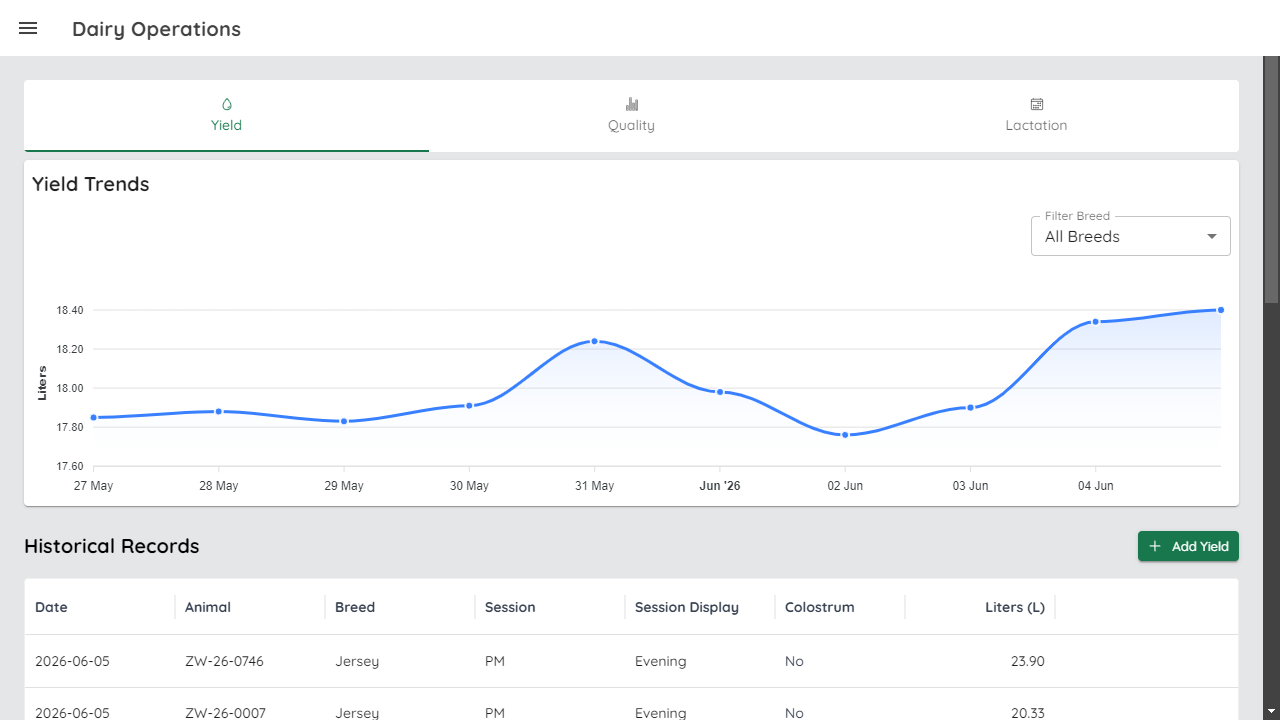 Dairy Operations
Yield
Quality
Lactation
Yield Trends
Filter Breed
All Breeds
18.40
18.20
18.00
17.80
17.60
Liters
27 May 28 May 29 May 30 May 31 May Jun '26 02 Jun 03 Jun 04 Jun
Historical Records
Add Yield
Date Animal Breed Session Session Display Colostrum Liters (L)
2026-06-05 ZW-26-0746 Jersey PM Evening No 23.90
2026-06-05 ZW-26-0007 Jersey PM Evening No 20.33